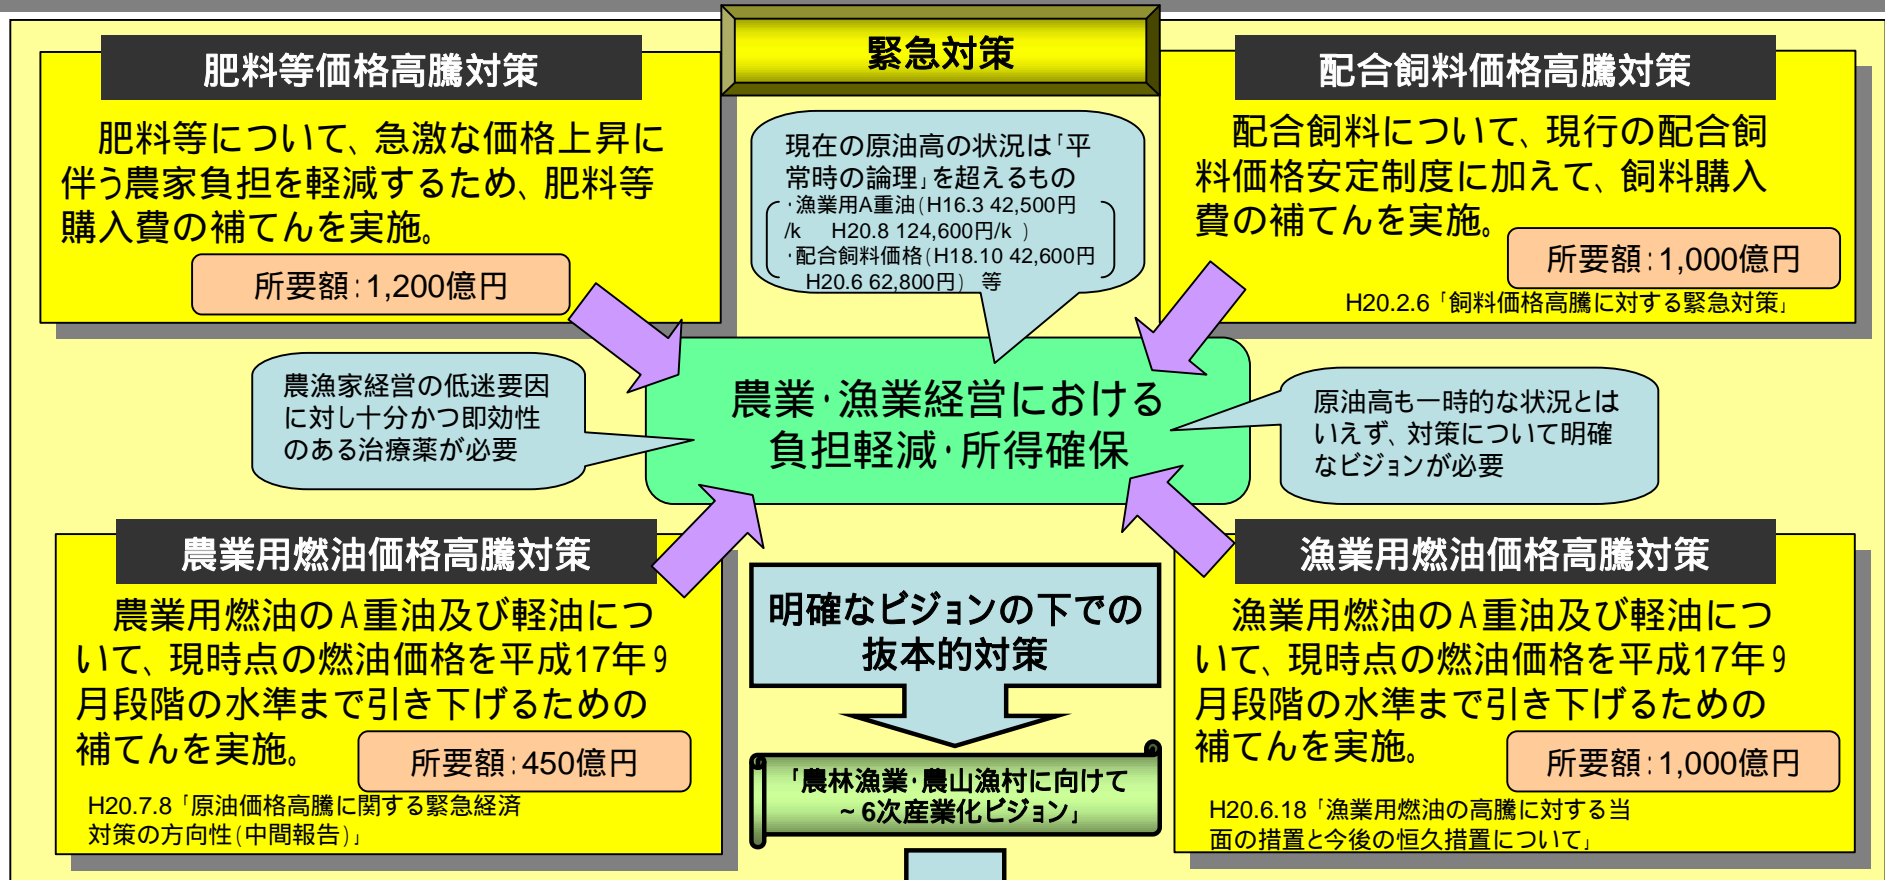 緊急対策
肥料等価格高騰対策
肥料等について、急激な価格上昇に
伴う農家負担を軽減するため、肥料等
購入費の補てんを実施。
所要額:1,200億円
現在の原油高の状況は「平
常時の論理」を超えるもの
・漁業用A重油(H16.3 42,500円
/k H20.8 124,600円/k )
・配合飼料価格(H18.10 42,600円
H20.6 62,800円) 等
配合飼料価格高騰対策
配合飼料について、現行の配合飼
料価格安定制度に加えて、飼料購入
費の補てんを実施。
所要額:1,000億円
H20.2.6「飼料価格高騰に対する緊急対策」
農漁家経営の低迷要因
に対し十分かつ即効性
のある治療薬が必要
農業・漁業経営における
負担軽減・所得確保
原油高も一時的な状況とは
いえず、対策について明確
なビジョンが必要
農業用燃油価格高騰対策
農業用燃油のA重油及び軽油につ
いて、現時点の燃油価格を平成17年9
月段階の水準まで引き下げるための
補てんを実施。
所要額:450億円
H20.7.8「原油価格高騰に関する緊急経済
対策の方向性(中間報告)」
明確なビジョンの下での
抜本的対策
「農林漁業・農山漁村に向けて
~6次産業化ビジョン」
漁業用燃油価格高騰対策
漁業用燃油のA重油及び軽油につ
いて、現時点の燃油価格を平成17年9
月段階の水準まで引き下げるための
補てんを実施。
所要額:1,000億円
H20.6.18「漁業用燃油の高騰に対する当
面の措置と今後の恒久措置について」